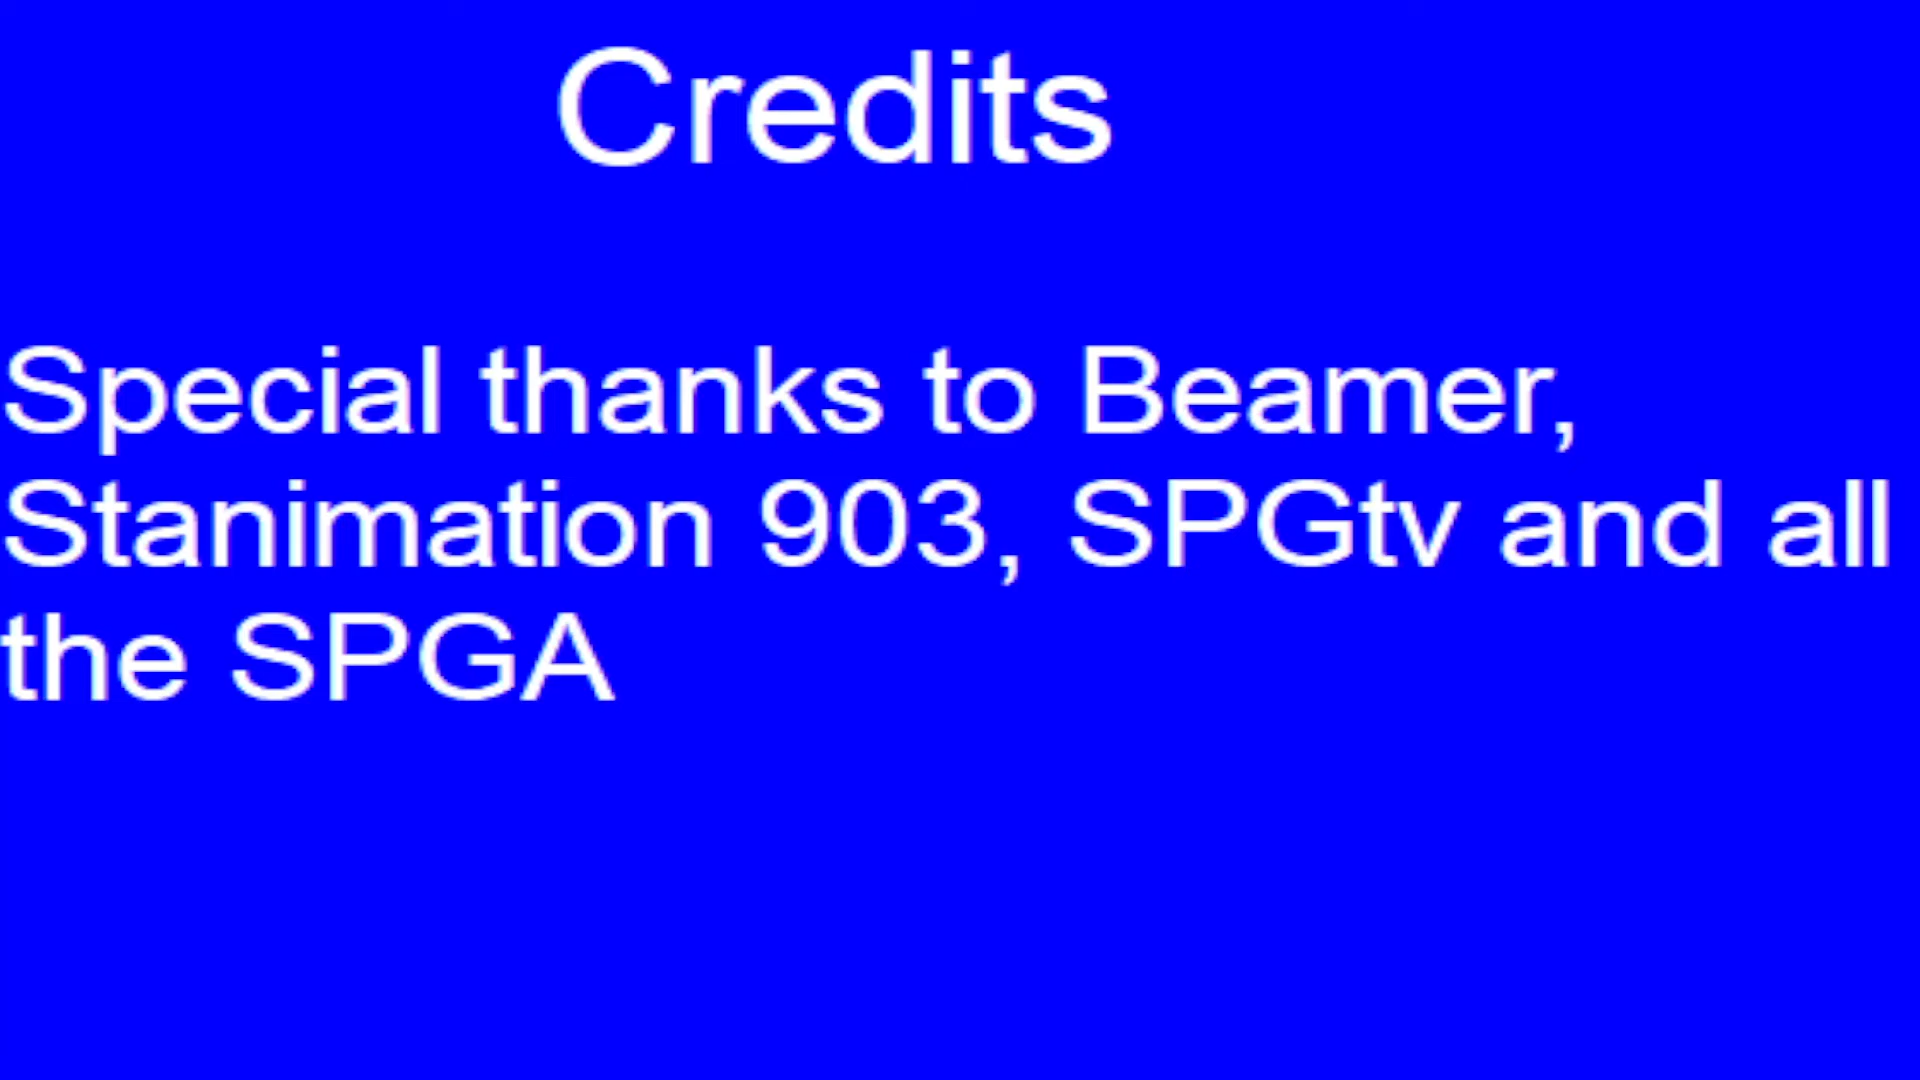 Credits
Special thanks to Beamer,
Stanimation 903, SPGtv and all
the SPGA